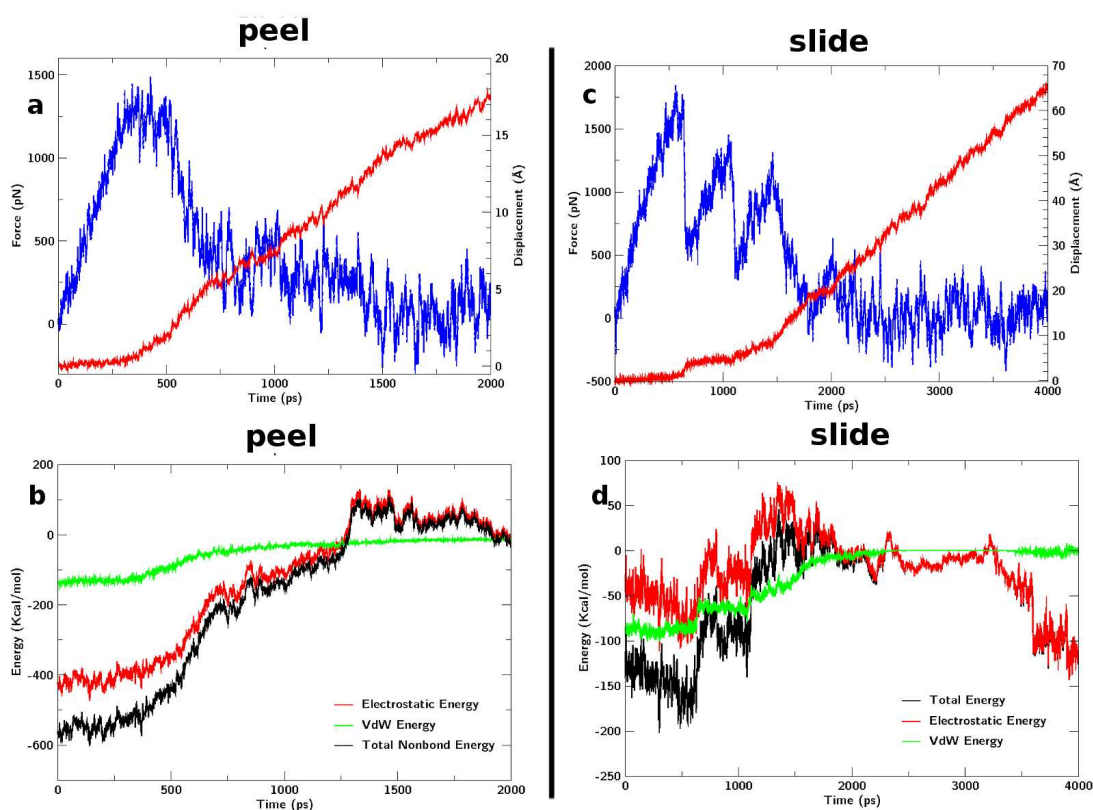 peel
slide
a
Force (pN)
1500
1000
500
0
20
15
10
5
0
Displacement (Å)
0 500 1000 1500 2000
Time (ps)
c
Force (pN)
2000
1500
1000
500
0
-500
70
60
50
40
30
20
10
0
Displacement (Å)
0 1000 2000 3000 4000
Time (ps)
peel
slide
b
Energy (Kcal/mol)
200
0
-200
-400
-600
Electrostatic Energy
VdW Energy
Total Nonbond Energy
0 500 1000 1500 2000
Time (ps)
d
Energy (Kcal/mol)
100
50
0
-50
-100
-150
-200
-250
Total Energy
Electrostatic Energy
VdW Energy
0 1000 2000 3000 4000
Time (ps)